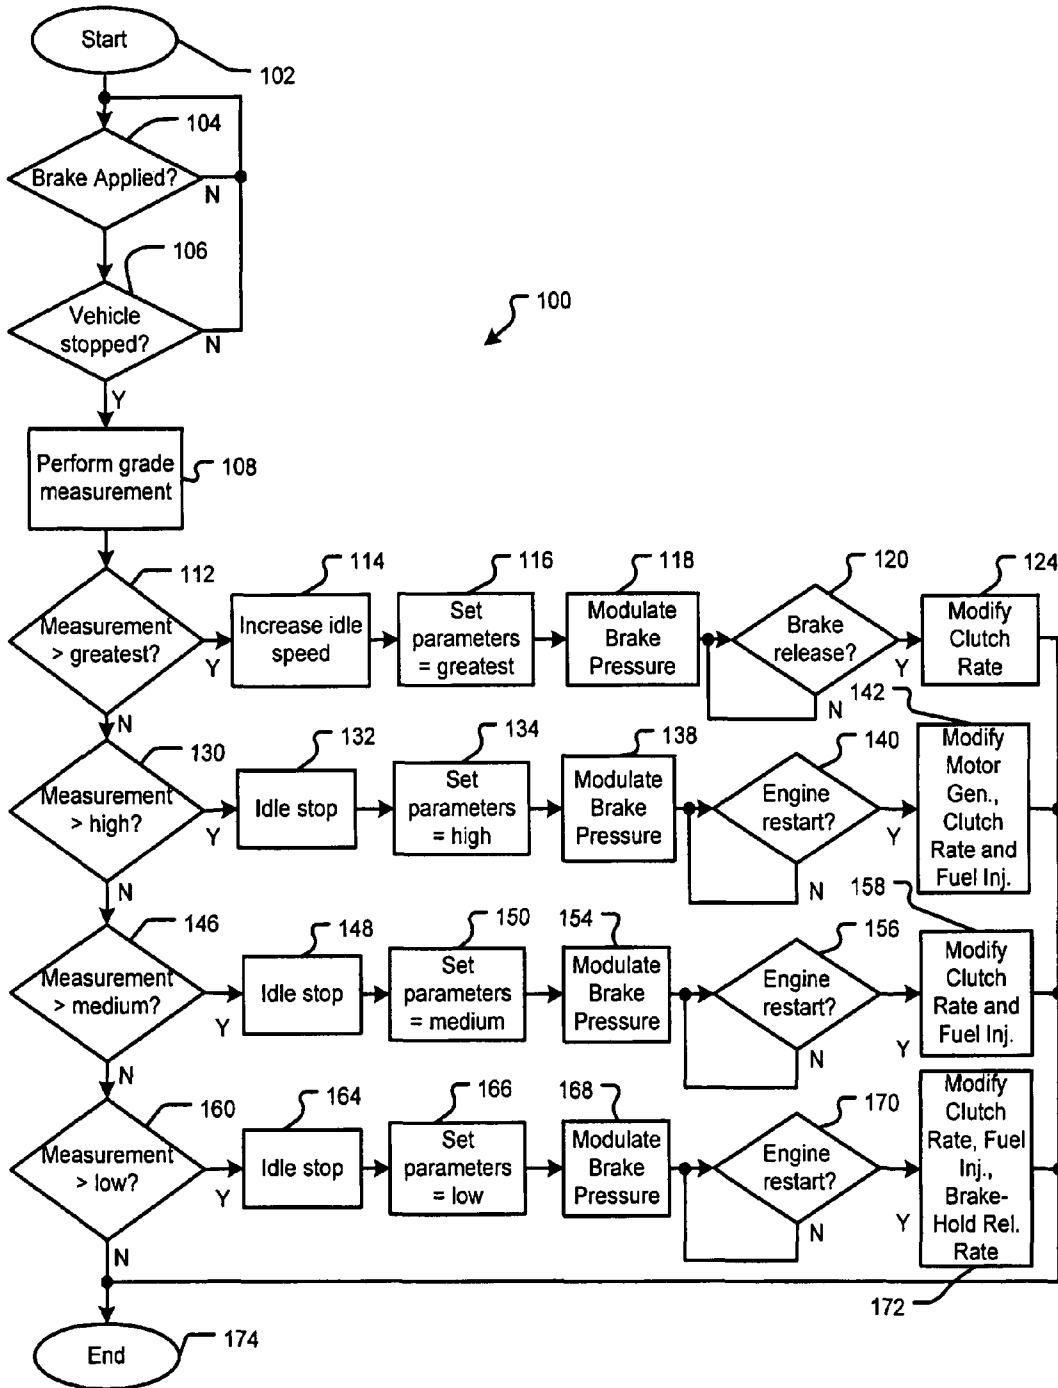 Start
102
104
Brake Applied?
N
106
Vehicle
stopped?
N
100
Y
Perform grade
measurement
108
112
Measurement
> greatest?
Y
N
114
Increase idle
speed
116
Set
parameters
= greatest
118
Modulate
Brake
Pressure
120
Brake
release?
Y
N
124
Modify
Clutch
Rate
130
Measurement
> high?
Y
N
132
Idle stop
134
Set
parameters
= high
138
Modulate
Brake
Pressure
140
Engine
restart?
Y
N
142
Modify
Motor
Gen.,
Clutch
Rate and
Fuel Inj.
146
Measurement
> medium?
Y
N
148
Idle stop
150
Set
parameters
= medium
154
Modulate
Brake
Pressure
156
Engine
restart?
Y
N
158
Modify
Clutch
Rate and
Fuel Inj.
160
Measurement
> low?
Y
N
164
Idle stop
166
Set
parameters
= low
168
Modulate
Brake
Pressure
170
Engine
restart?
Y
N
Modify
Clutch
Rate, Fuel
Inj.,
Brake-
Hold Rel.
Rate
172
End
174